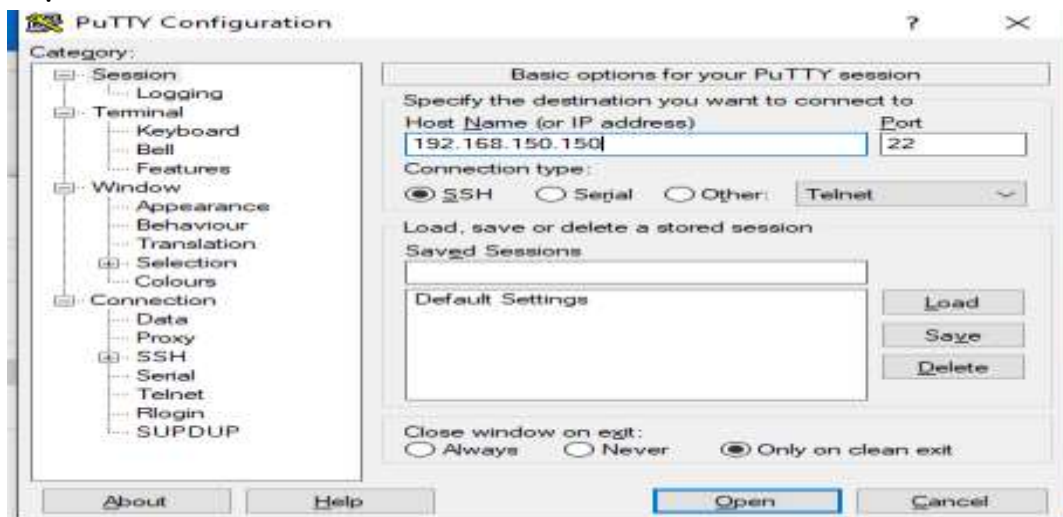 PuTTY Configuration
?
Category:
Session
Logging
Terminal
Keyboard
Bell
Features
Window
Appearance
Behaviour
Translation
Selection
Colours
Connection
Data
Proxy
SSH
Serial
Telnet
Rlogin
SUPDUP
Basic options for your PuTTY session
Specify the destination you want to connect to
Host Name (or IP address) Port
192.168.150.150 22
Connection type:
SSH Serial Other: Telnet
Load, save or delete a stored session
Saved Sessions
Default Settings
Load
Save
Delete
Close window on exit:
Always Never Only on clean exit
About Help Open Cancel